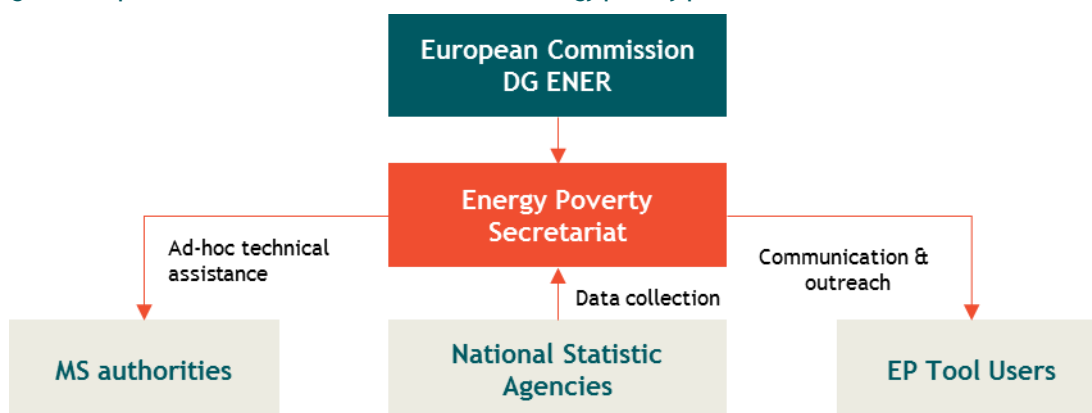 European Commission
DG ENER
Energy Poverty
Secretariat
Ad-hoc technical
assistance
Communication &
outreach
Data collection
MS authorities
National Statistic
Agencies
EP Tool Users